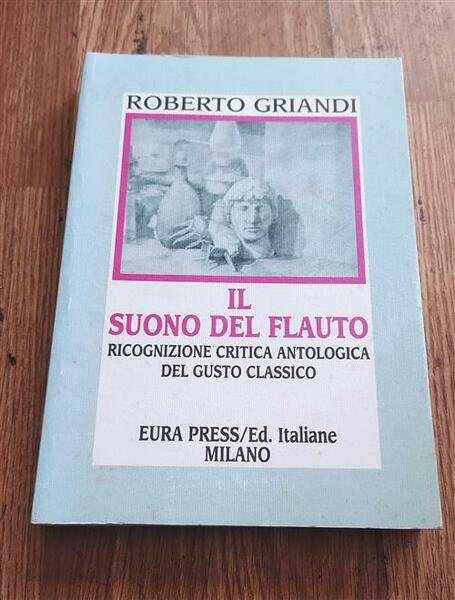 ROBERTO GRIANDI
IL
SUONO DEL FLAUTO
RICOGNIZIONE CRITICA ANTOLOGICA
DEL GUSTO CLASSICO
EURA PRESS/Ed. Italiane
MILANO